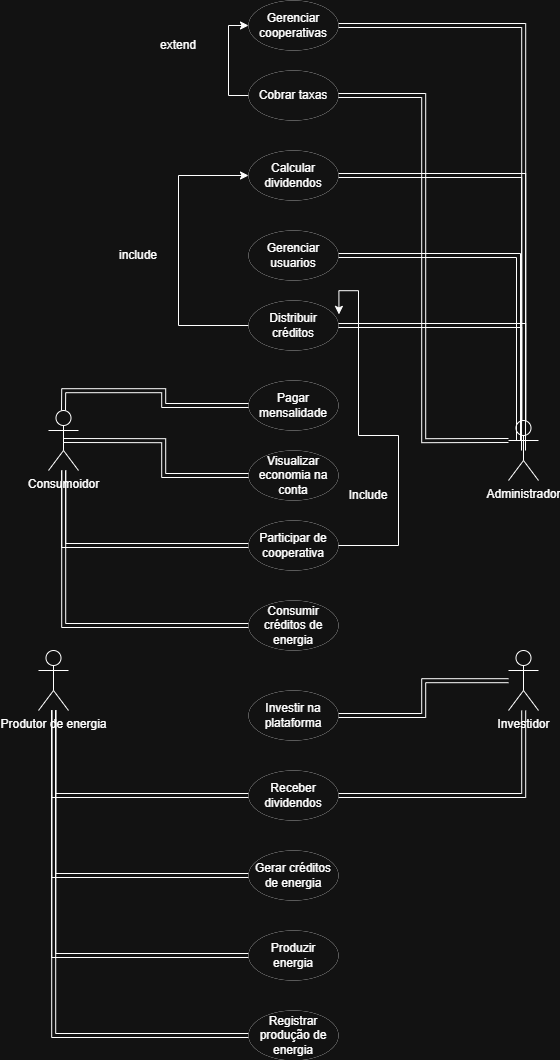 Gerenciar
cooperativas
extend
Cobrar taxas
Calcular
dividendos
include
Gerenciar
usuarios
Distribuir
créditos
Pagar
mensalidade
Consumoidor
Visualizar
economia na
conta
Include
Administrador
Participar de
cooperativa
Consumir
créditos de
energia
Produtor de energia
Investir na
plataforma
Investidor
Receber
dividendos
Gerar créditos
de energia
Produzir
energia
Registrar
produção de
energia